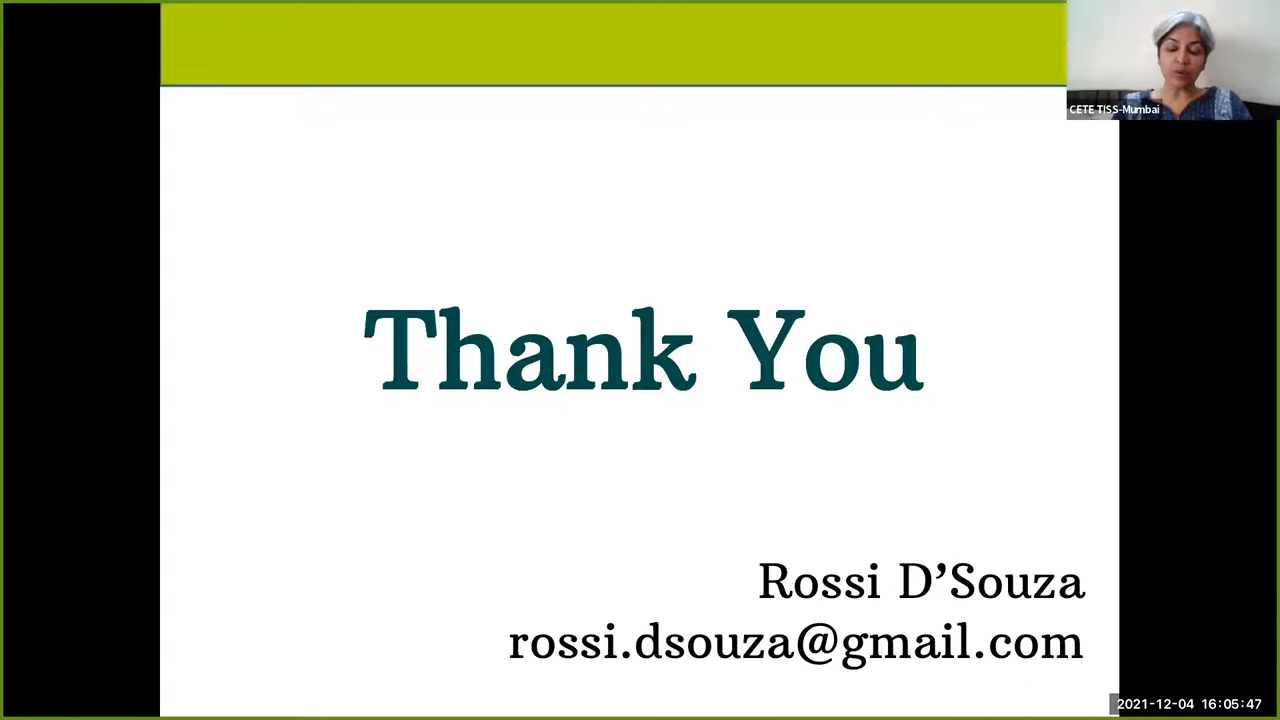 CETE TISS-Mumbai
Thank You
Rossi D’Souza
rossi.dsouza@gmail.com
2021-12-04 16:05:47